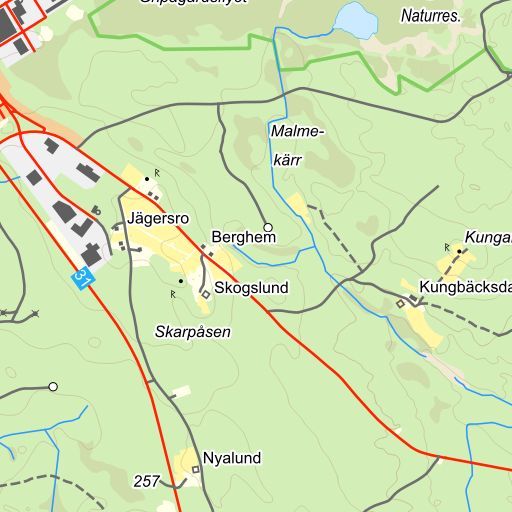 Naturres.
Malme-
kärr
R
Jägersro
Berghem
R
31
Skogslund
R
Skarpåsen
Kungbäcksda
R
Nyalund
257